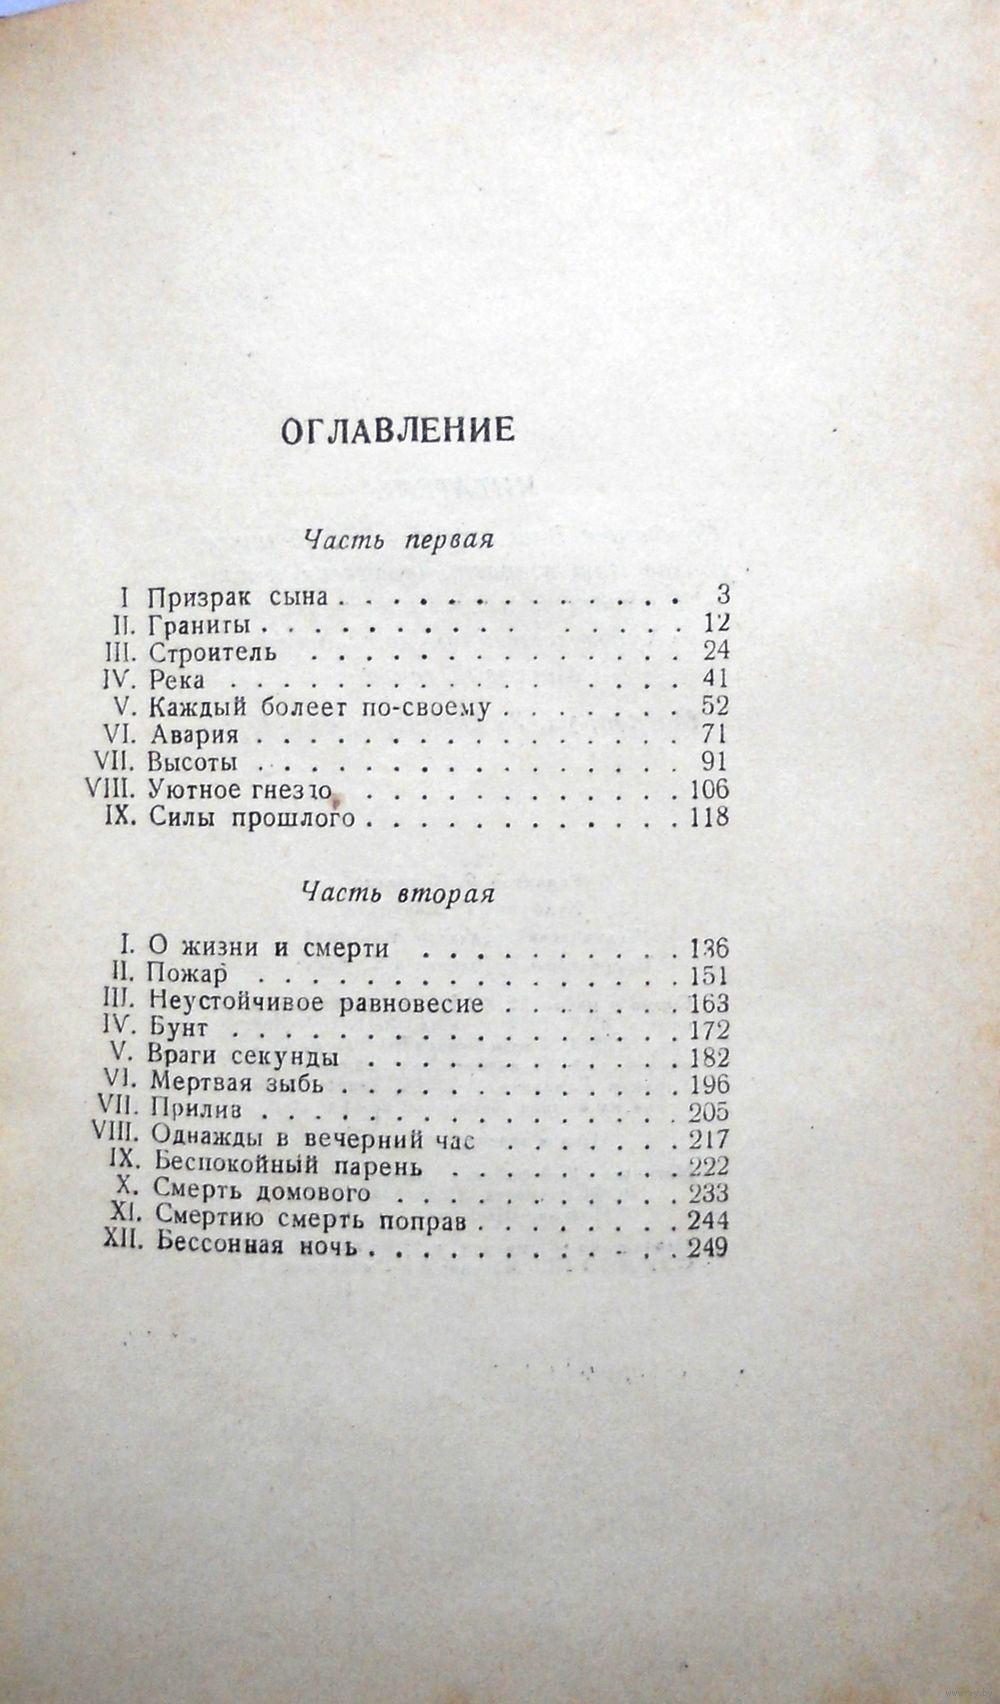 ОГЛАВЛЕНИЕ
Часть первая
I Призрак сына . . . . . . . . . . . . . 3
II. Граниты . . . . . . . . . . . . . . 12
III. Строитель . . . . . . . . . . . . . . 24
IV. Река . . . . . . . . . . . . . . 41
V. Каждый болеет по-своему . . . . . . . 52
VI. Авария . . . . . . . . . . . . . . . . 71
VII. Высоты . . . . . . . . . . . . . . . . 91
VIII. Уютное гнездо . . . . . . . . . . . . 106
IX. Силы прошлого . . . . . . . . . . . . 118
Часть вторая
I. О жизни и смерти . . . . . . . . . . 136
II. Пожар . . . . . . . . . . . . . . . . 151
III. Неустойчивое равновесие . . . . . . . 163
IV. Бунт . . . . . . . . . . . . . . . . . 172
V. Враги секунды . . . . . . . . . . . . 182
VI. Мертвая зыбь . . . . . . . . . . . . . 196
VII. Прилив . . . . . . . . . . . . . . . . 205
VIII. Однажды в вечерний час . . . . . . . 217
IX. Беспокойный парень . . . . . . . . . 222
X. Смерть домового . . . . . . . . . . . 233
XI. Смертию смерть поправ . . . . . . . . 244
XII. Бессонная ночь . . . . . . . . . . . . 249